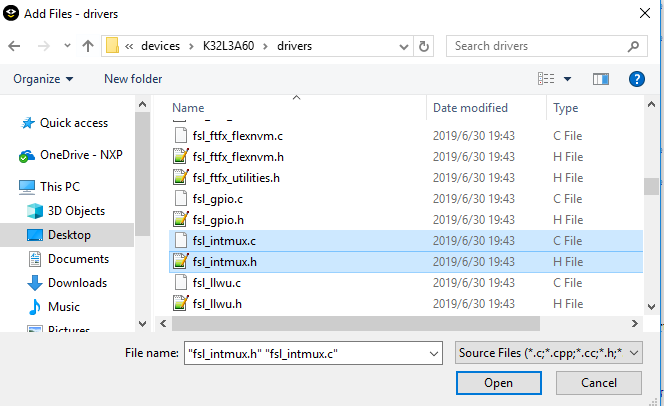 Add Files - drivers
« devices > K32L3A60 > drivers
Search drivers
Organize
New folder
?
Name
Date modified
Type
Quick access
OneDrive - NXP
This PC
3D Objects
Desktop
Documents
Downloads
Music
Pictures
fsl_ftfx_flexnvm.c 2019/6/30 19:43 C File
fsl_ftfx_flexnvm.h 2019/6/30 19:43 H File
fsl_ftfx_utilities.h 2019/6/30 19:43 H File
fsl_gpio.c 2019/6/30 19:43 C File
fsl_gpio.h 2019/6/30 19:43 H File
fsl_intmux.c 2019/6/30 19:43 C File
fsl_intmux.h 2019/6/30 19:43 H File
fsl_llwu.c 2019/6/30 19:43 C File
fsl_llwu.h 2019/6/30 19:43 H File
File name: "fsl_intmux.h" "fsl_intmux.c"
Source Files (*.c;*.cpp;*.cc;*.h;*
Open
Cancel